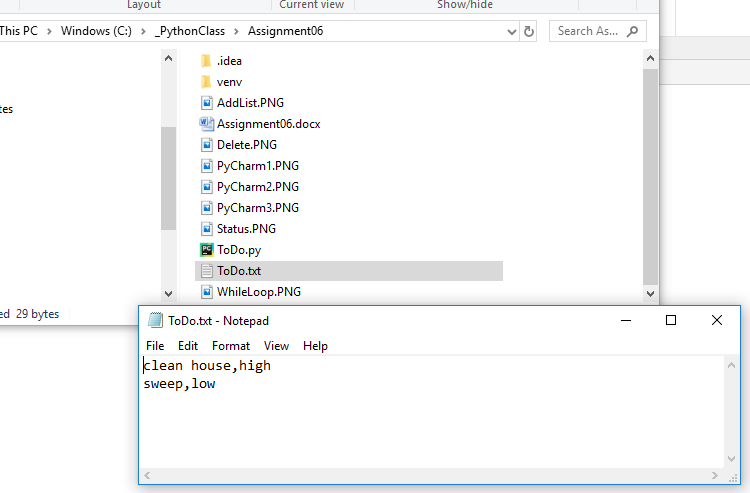 Layout
Current view
Show/hide
This PC > Windows (C:) > _PythonClass > Assignment06
Search As...
.idea
venv
AddList.PNG
Assignment06.docx
Delete.PNG
PyCharm1.PNG
PyCharm2.PNG
PyCharm3.PNG
Status.PNG
ToDo.py
ToDo.txt
WhileLoop.PNG
29 bytes
ToDo.txt - Notepad
File Edit Format View Help
clean house,high
sweep,low